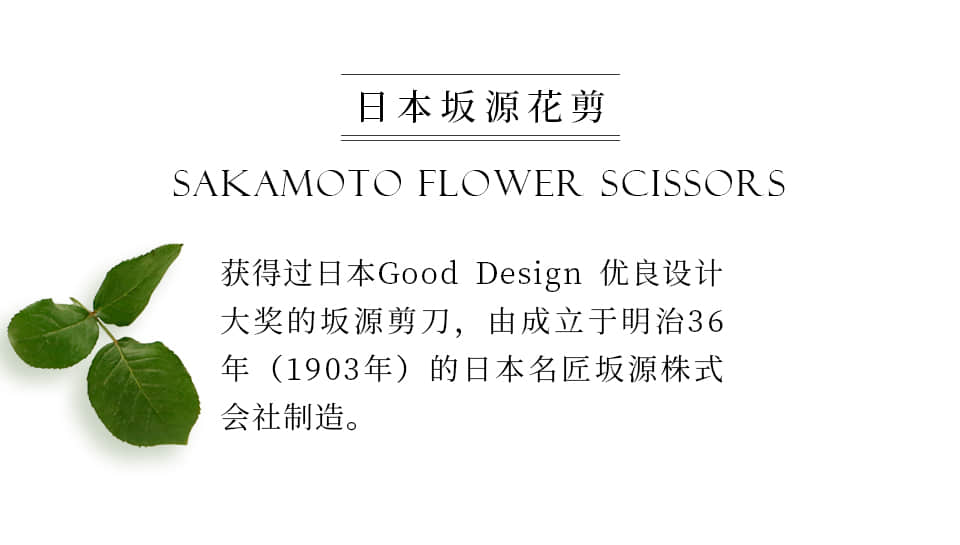 日本坂源花剪
SAKAMOTO FLOWER SCISSORS
获得过日本Good Design 优良设计
大奖的坂源剪刀，由成立于明治36
年（1903年）的日本名匠坂源株式
会社制造。